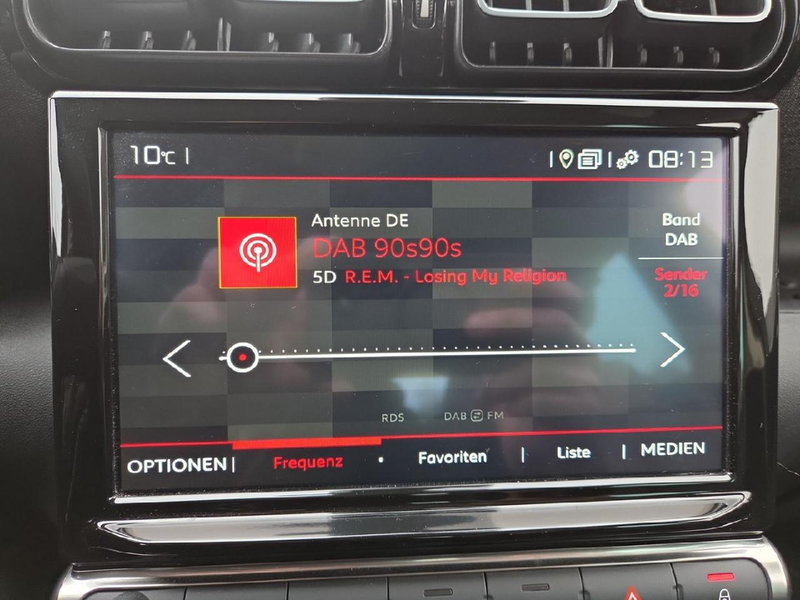 10°C
08:13
Antenne DE
DAB 90s90s
5D R.E.M. - Losing My Religion
Band
DAB
Sender
2/16
RDS
DAB FM
OPTIONEN
Frequenz
Favoriten
Liste
MEDIEN